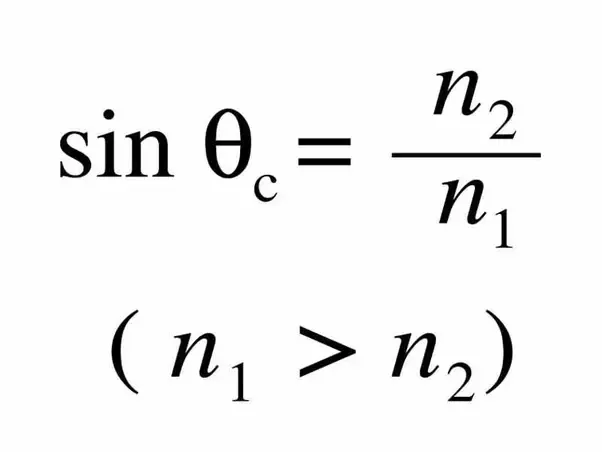 sin θc = n2/n1
( n1 > n2)